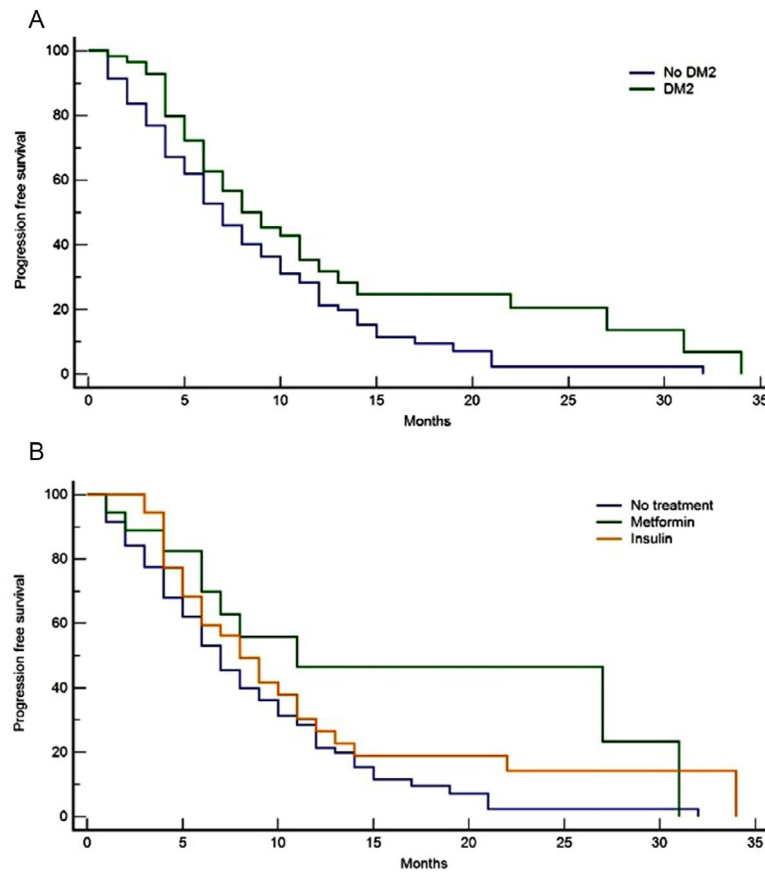 A
100
80
60
40
20
0
Progression free survival
No DM2
DM2
0 5 10 15 20 25 30 35
Months
B
100
80
60
40
20
0
Progression free survival
No treatment
Metformin
Insulin
0 5 10 15 20 25 30 35
Months